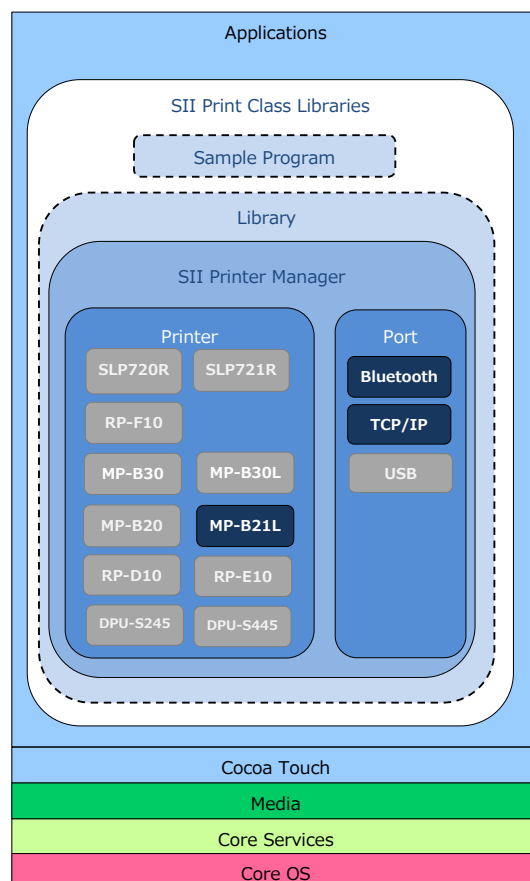 Applications
SII Print Class Libraries
Sample Program
Library
SII Printer Manager
Printer
SLP720R
SLP721R
RP-F10
MP-B30
MP-B30L
MP-B20
MP-B21L
RP-D10
RP-E10
DPU-S245
DPU-S445
Port
Bluetooth
TCP/IP
USB
Cocoa Touch
Media
Core Services
Core OS